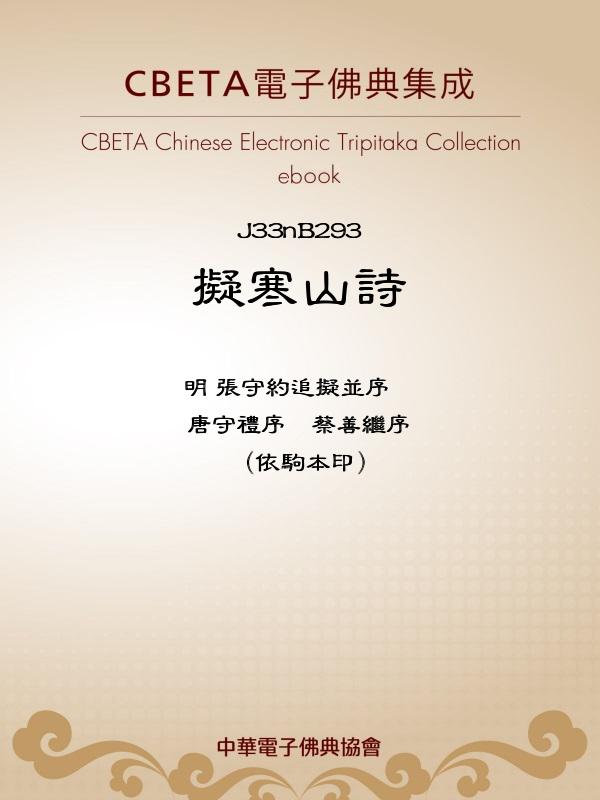 CBETA電子佛典集成
CBETA Chinese Electronic Tripitaka Collection
ebook
J33nB293
擬寒山詩
明 張守約追擬並序
唐守禮序 蔡善繼序
(依駒本印)
中華電子佛典協會